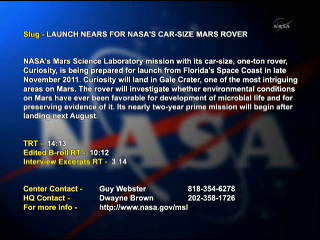 NASA
Slug - LAUNCH NEARS FOR NASA'S CAR-SIZE MARS ROVER
NASA's Mars Science Laboratory mission with its car-size, one-ton rover,
Curiosity, is being prepared for launch from Florida's Space Coast in late
November 2011. Curiosity will land in Gale Crater, one of the most intriguing
areas on Mars. The rover will investigate whether environmental conditions
on Mars have ever been favorable for development of microbial life and for
preserving evidence of it. Its nearly two-year prime mission will begin after
landing next August.
TRT - 14:13
Edited B-roll RT - 10:12
Interview Excerpts RT - 3:14
Center Contact - Guy Webster 818-354-6278
HQ Contact - Dwayne Brown 202-358-1726
For more info - http://www.nasa.gov/msl